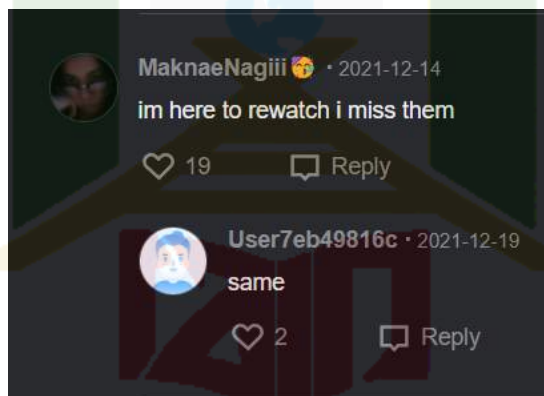 MaknaeNagiii🥳 · 2021-12-14
im here to rewatch i miss them
19 Reply
User7eb49816c · 2021-12-19
same
2 Reply